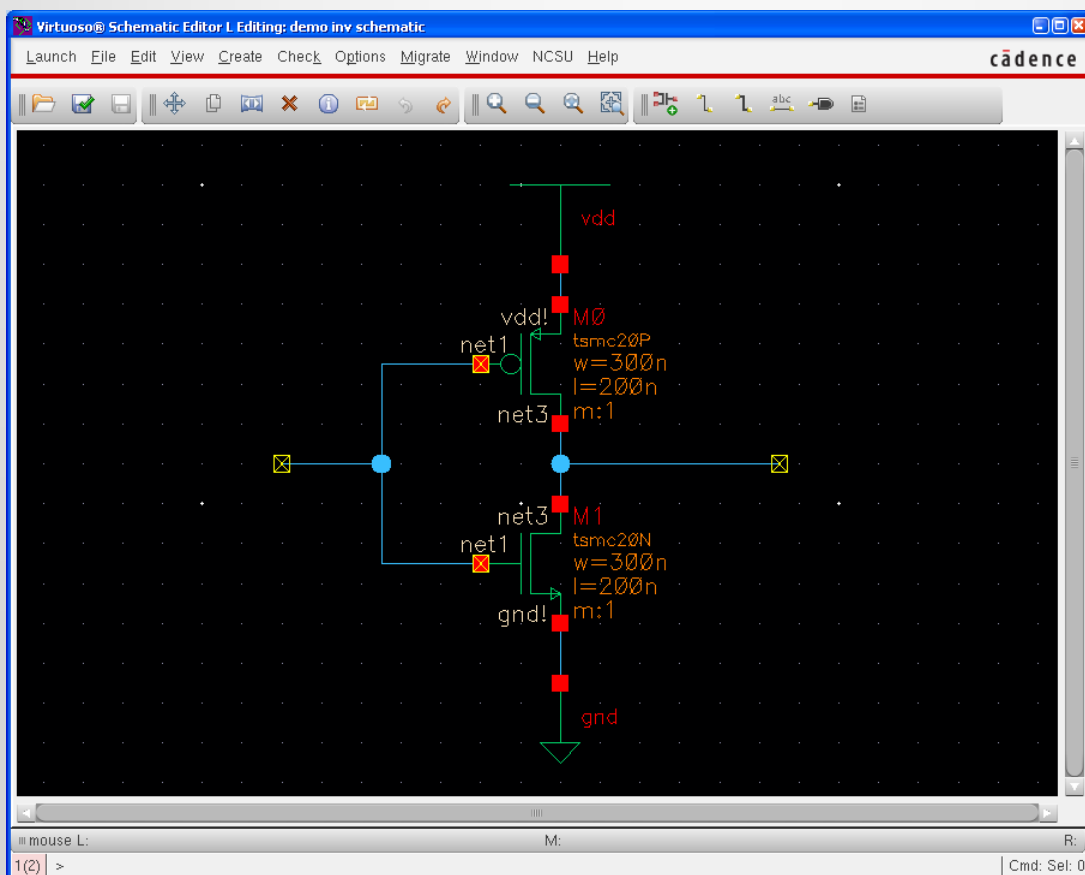 Virtuoso® Schematic Editor L Editing: demo inv schematic
Launch File Edit View Create Check Options Migrate Window NCSU Help
cādence
abc
vdd
vdd!
M0
net1
tsmc20P
w=300n
l=200n
net3
m:1
net3
M1
net1
tsmc20N
w=300n
l=200n
gnd!
m:1
gnd
mouse L: M: R:
1(2) > Cmd: Sel: 0